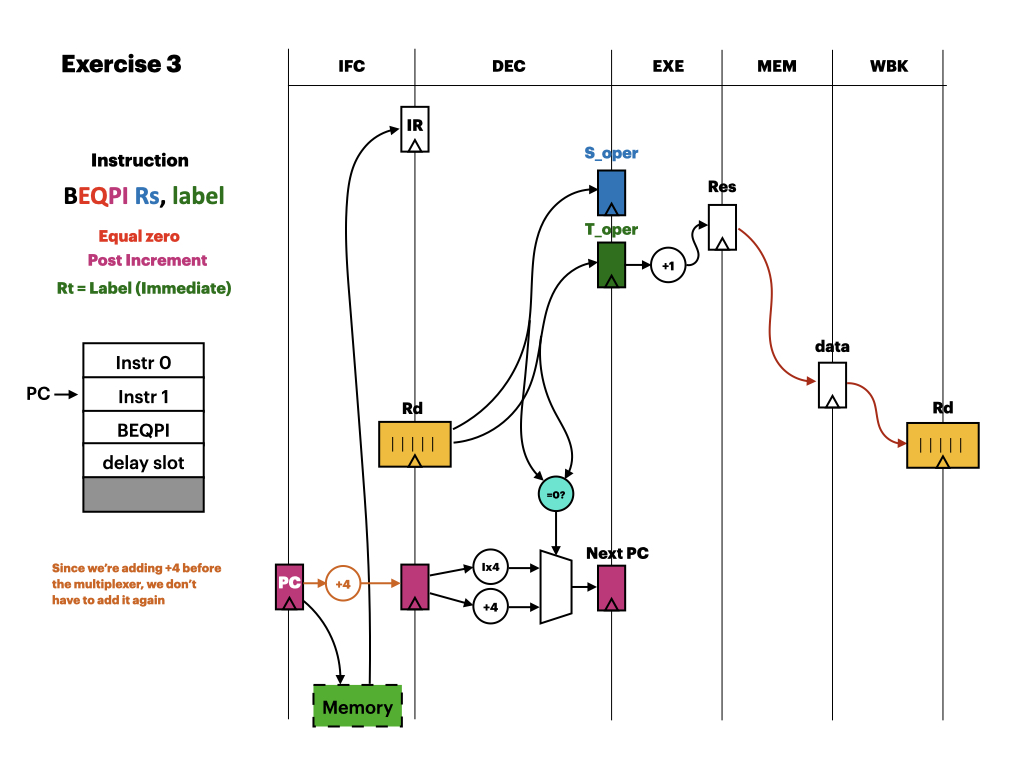 Exercise 3
IFC
DEC
EXE
MEM
WBK
IR
Instruction
BEQPI Rs, label
Equal zero
Post Increment
Rt = Label (Immediate)
S_oper
T_oper
+1
Res
data
Rd
Rd
PC
Instr 0
Instr 1
BEQPI
delay slot
=0?
Since we're adding +4 before
the multiplexer, we don't
have to add it again
PC
+4
Ix4
+4
Next PC
Memory